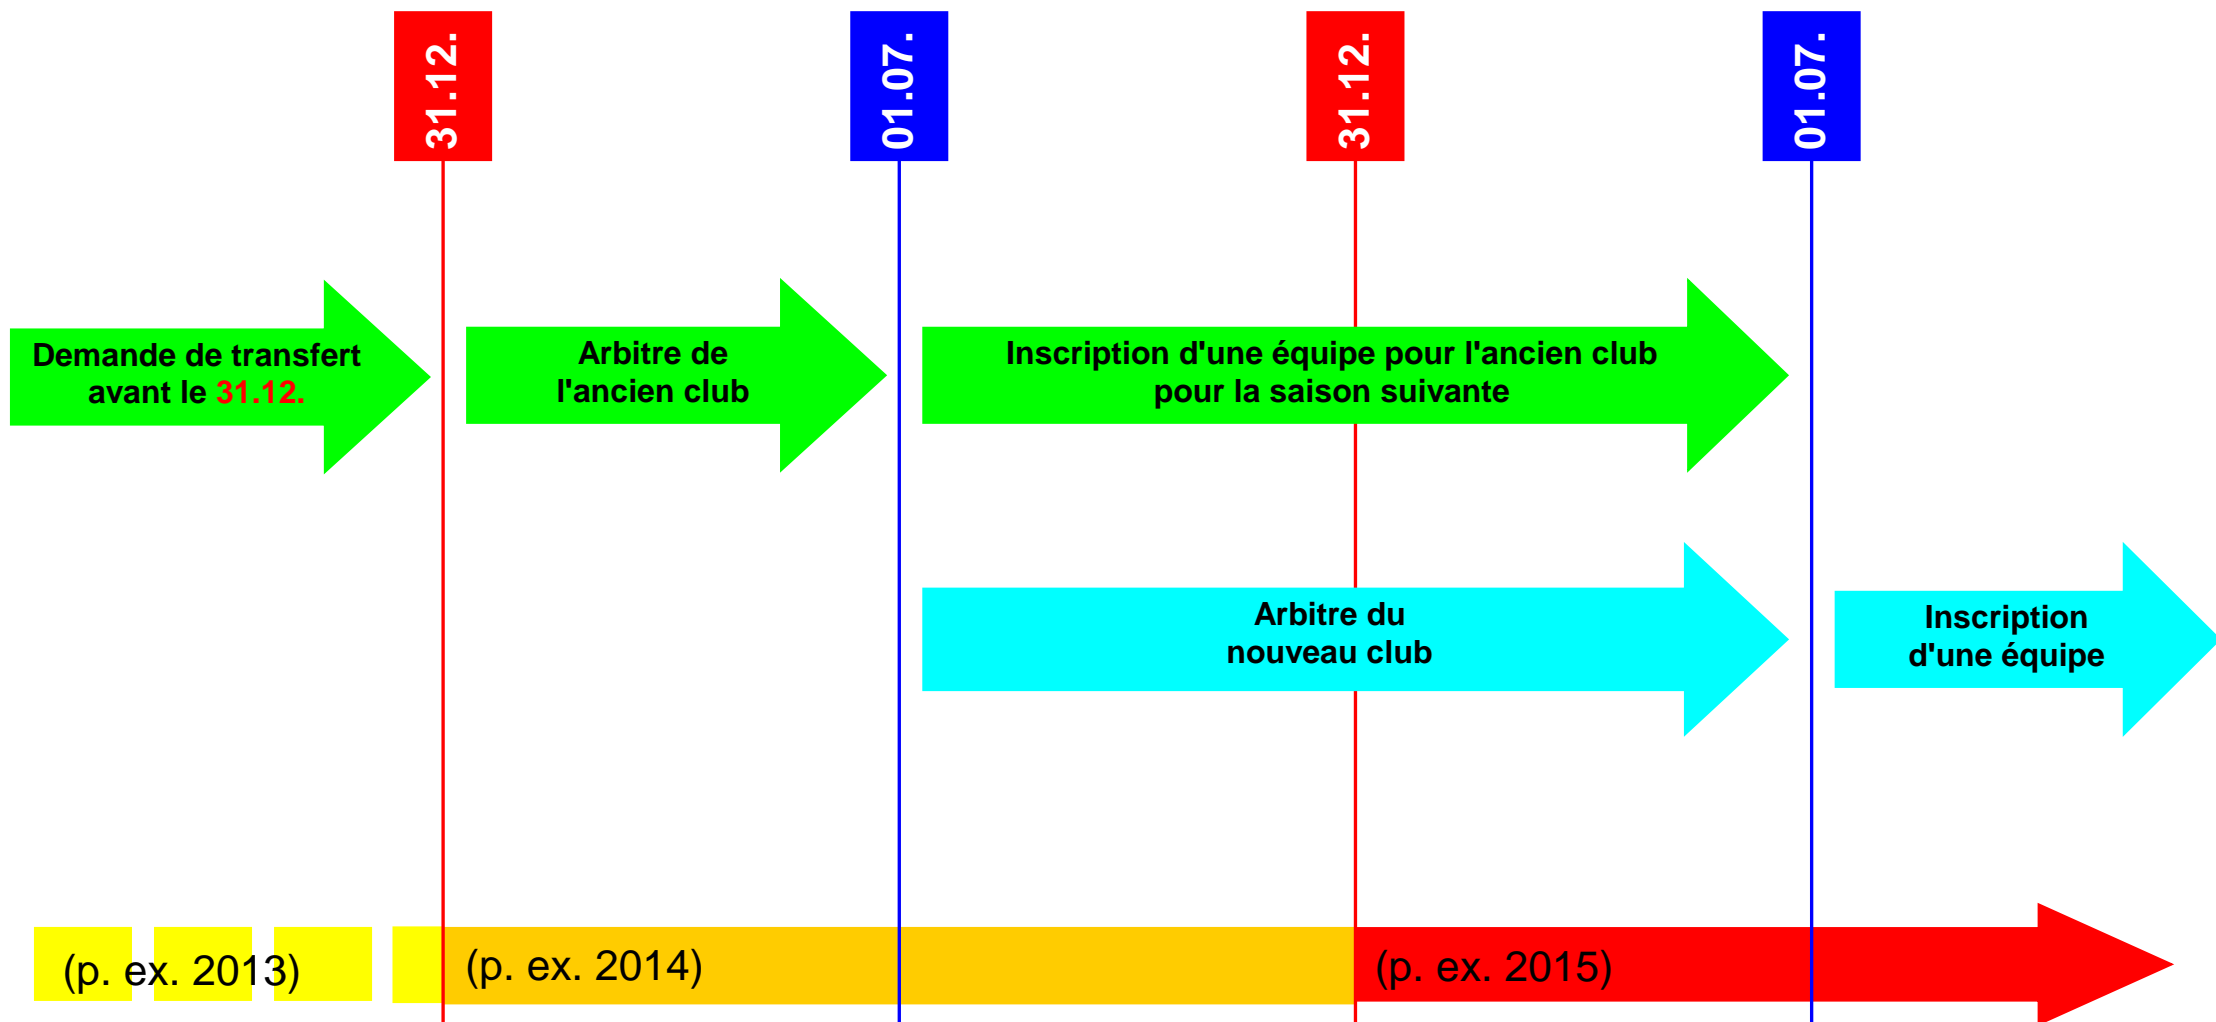 31.12.
01.07.
31.12.
01.07.
Demande de transfert
avant le 31.12.
Arbitre de
l'ancien club
Inscription d'une équipe pour l'ancien club
pour la saison suivante
Arbitre du
nouveau club
Inscription
d'une équipe
(p. ex. 2013)
(p. ex. 2014)
(p. ex. 2015)